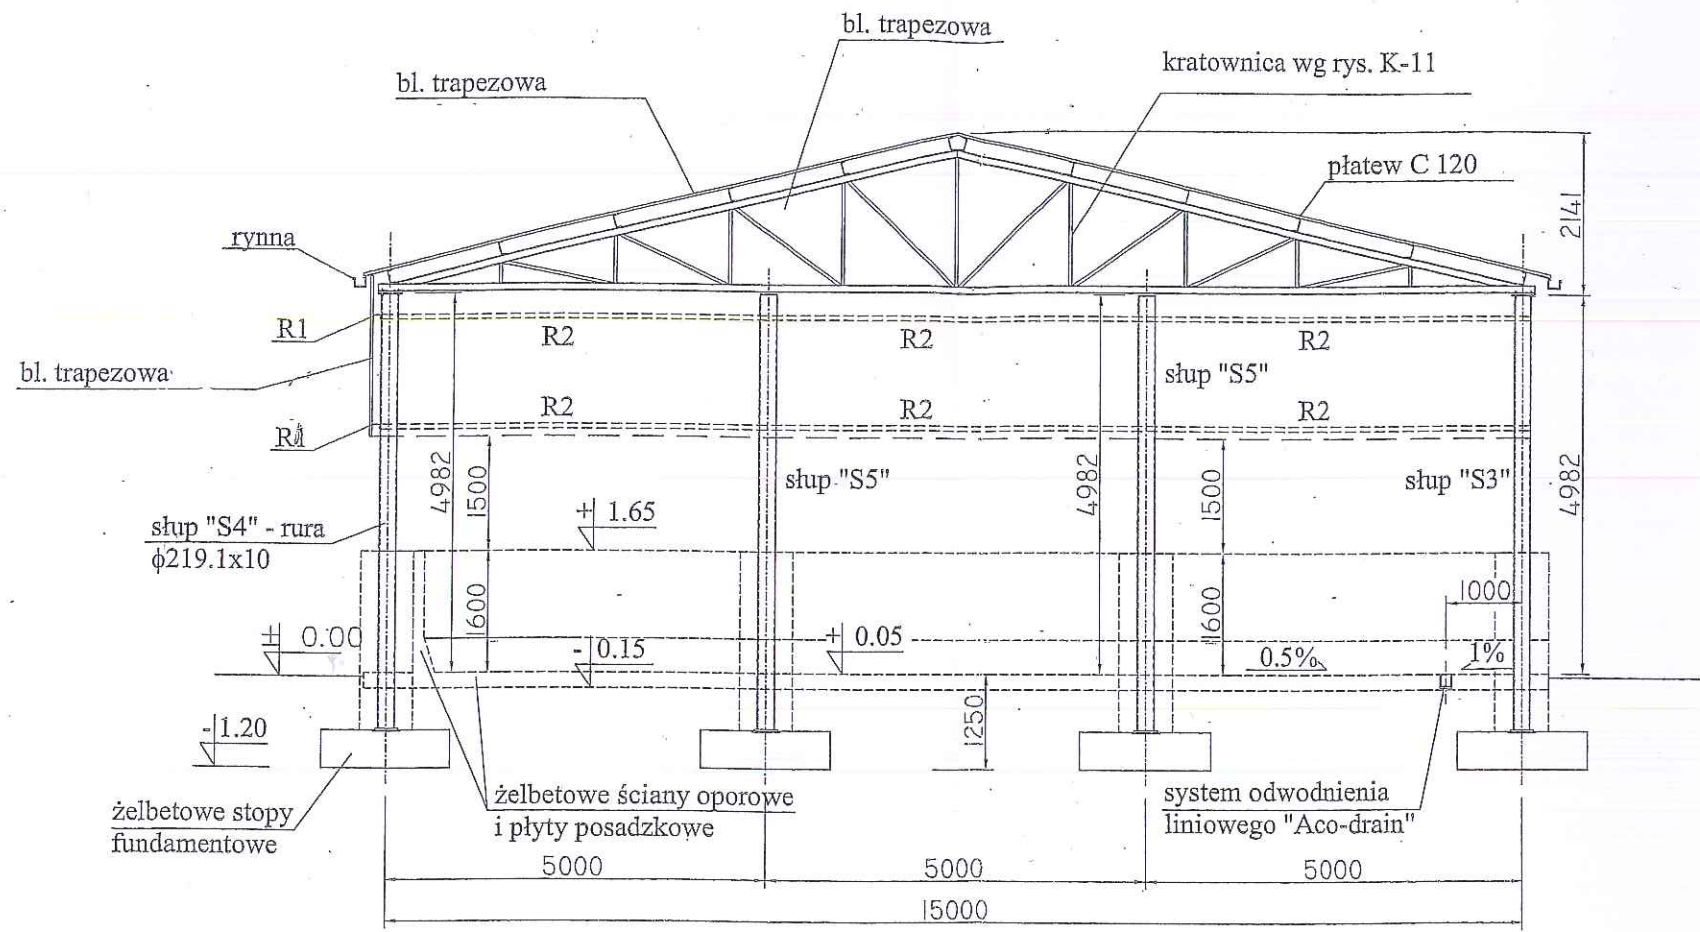 bl. trapezowa
kratownica wg rys. K-11
bl. trapezowa
płatew C 120
2141
rynna
R1
R2
R2
R2
bl. trapezowa
słup "S5"
R2
R2
R2
R1
4982
1500
słup "S5"
4982
1500
słup "S3"
4982
słup "S4" - rura
ϕ219.1x10
+ 1.65
1600
1600
1000
± 0.00
- 0.15
+ 0.05
0.5%
1%
- 1.20
1250
żelbetowe stopy
fundamentowe
żelbetowe ściany oporowe
i płyty posadzkowe
system odwodnienia
liniowego "Aco-drain"
5000
5000
5000
15000